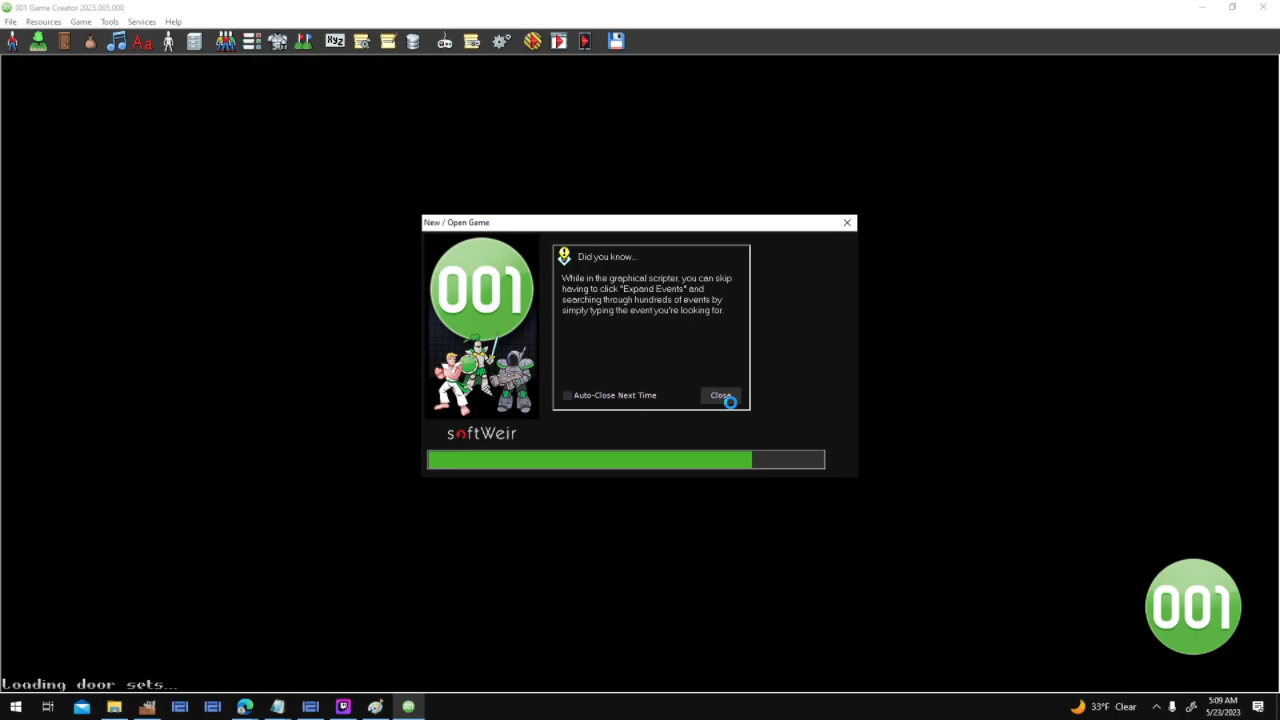 001 Game Creator 2023.005.000
File Resources Game Tools Services Help
Aa
Xyz
New / Open Game
001
Did you know...
While in the graphical scripter, you can skip
having to click "Expand Events" and
searching through hundreds of events by
simply typing the event you're looking for.
Auto-Close Next Time
Close
softWeir
001
Loading door sets...
33°F Clear
5:09 AM
5/23/2023